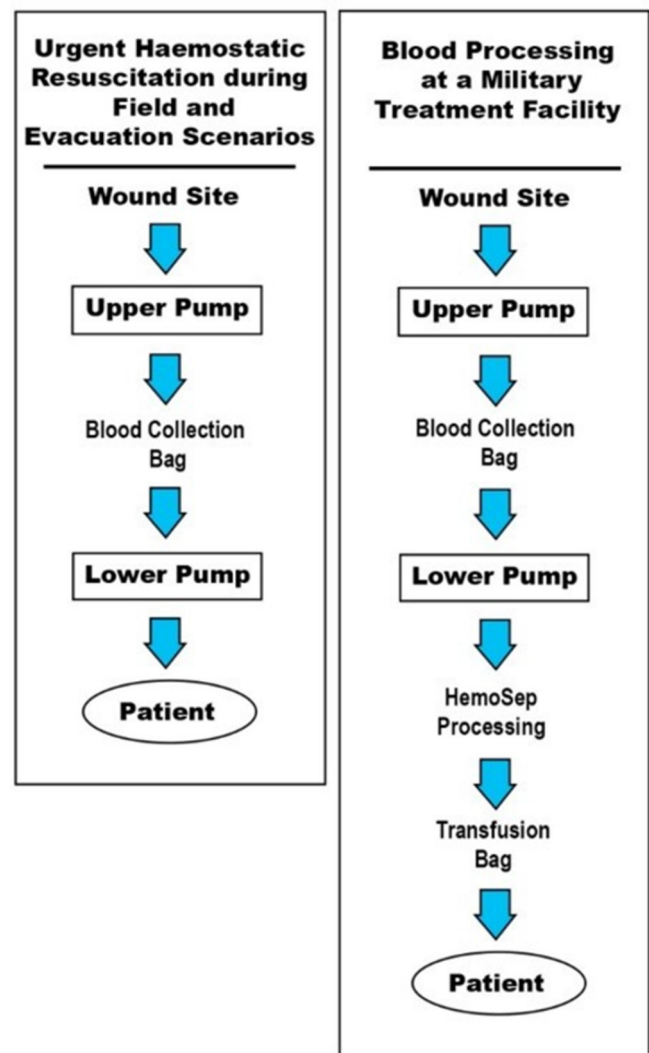 Urgent Haemostatic
Resuscitation during
Field and
Evacuation Scenarios
Wound Site
Upper Pump
Blood Collection
Bag
Lower Pump
Patient
Blood Processing
at a Military
Treatment Facility
Wound Site
Upper Pump
Blood Collection
Bag
Lower Pump
HemoSep
Processing
Transfusion
Bag
Patient